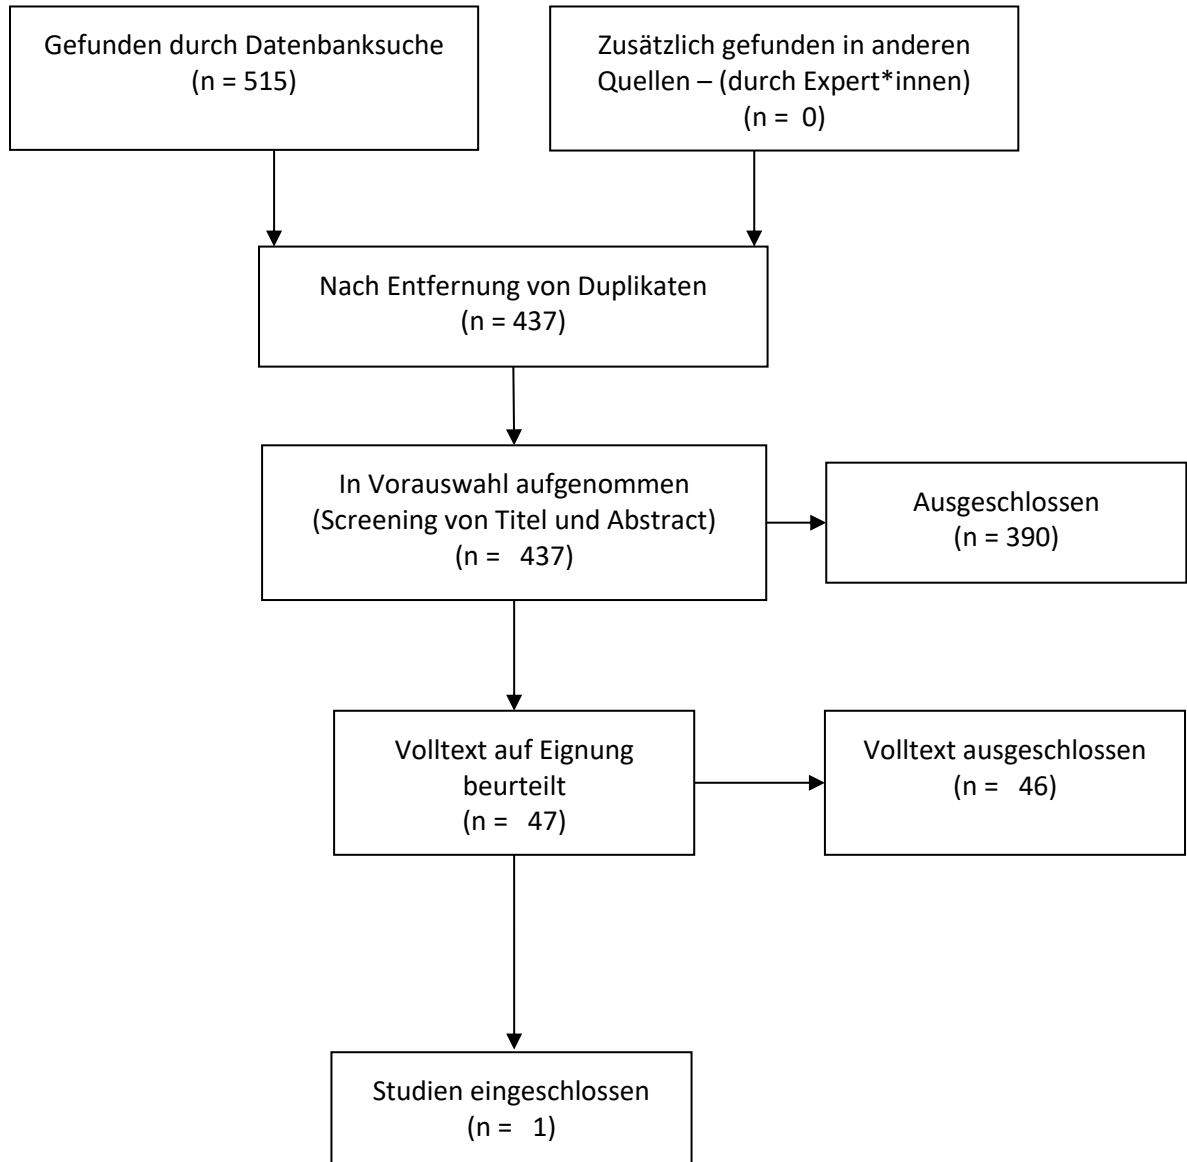 Gefunden durch Datenbanksuche
(n = 515)
Zusätzlich gefunden in anderen
Quellen – (durch Expert*innen)
(n = 0)
Nach Entfernung von Duplikaten
(n = 437)
In Vorauswahl aufgenommen
(Screening von Titel und Abstract)
(n = 437)
Ausgeschlossen
(n = 390)
Volltext auf Eignung
beurteilt
(n = 47)
Volltext ausgeschlossen
(n = 46)
Studien eingeschlossen
(n = 1)